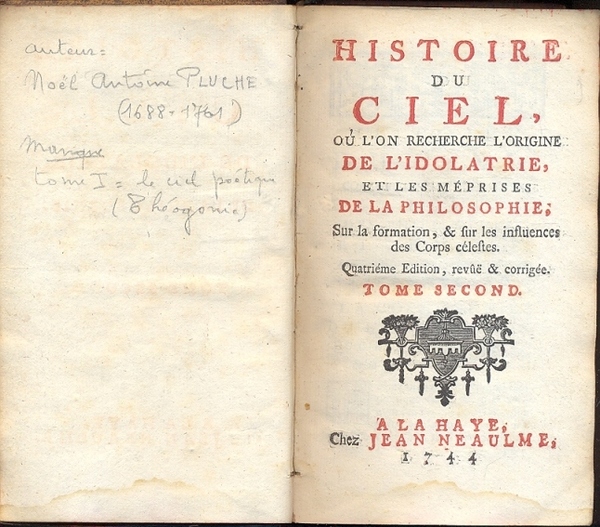 auteur =
Noël Antoine PLUCHE
(1688-1761)
Manque
tome I = le ciel poétique
(Théogonie)
HISTOIRE
DU
CIEL,
OÙ L'ON RECHERCHE L'ORIGINE
DE L'IDOLATRIE,
ET LES MÉPRISES
DE LA PHILOSOPHIE;
Sur la formation, & ſur les influences
des Corps céleſtes.
Quatriéme Edition, revûë & corrigée.
TOME SECOND.
A LA HAYE,
Chez JEAN NEAULME,
1744